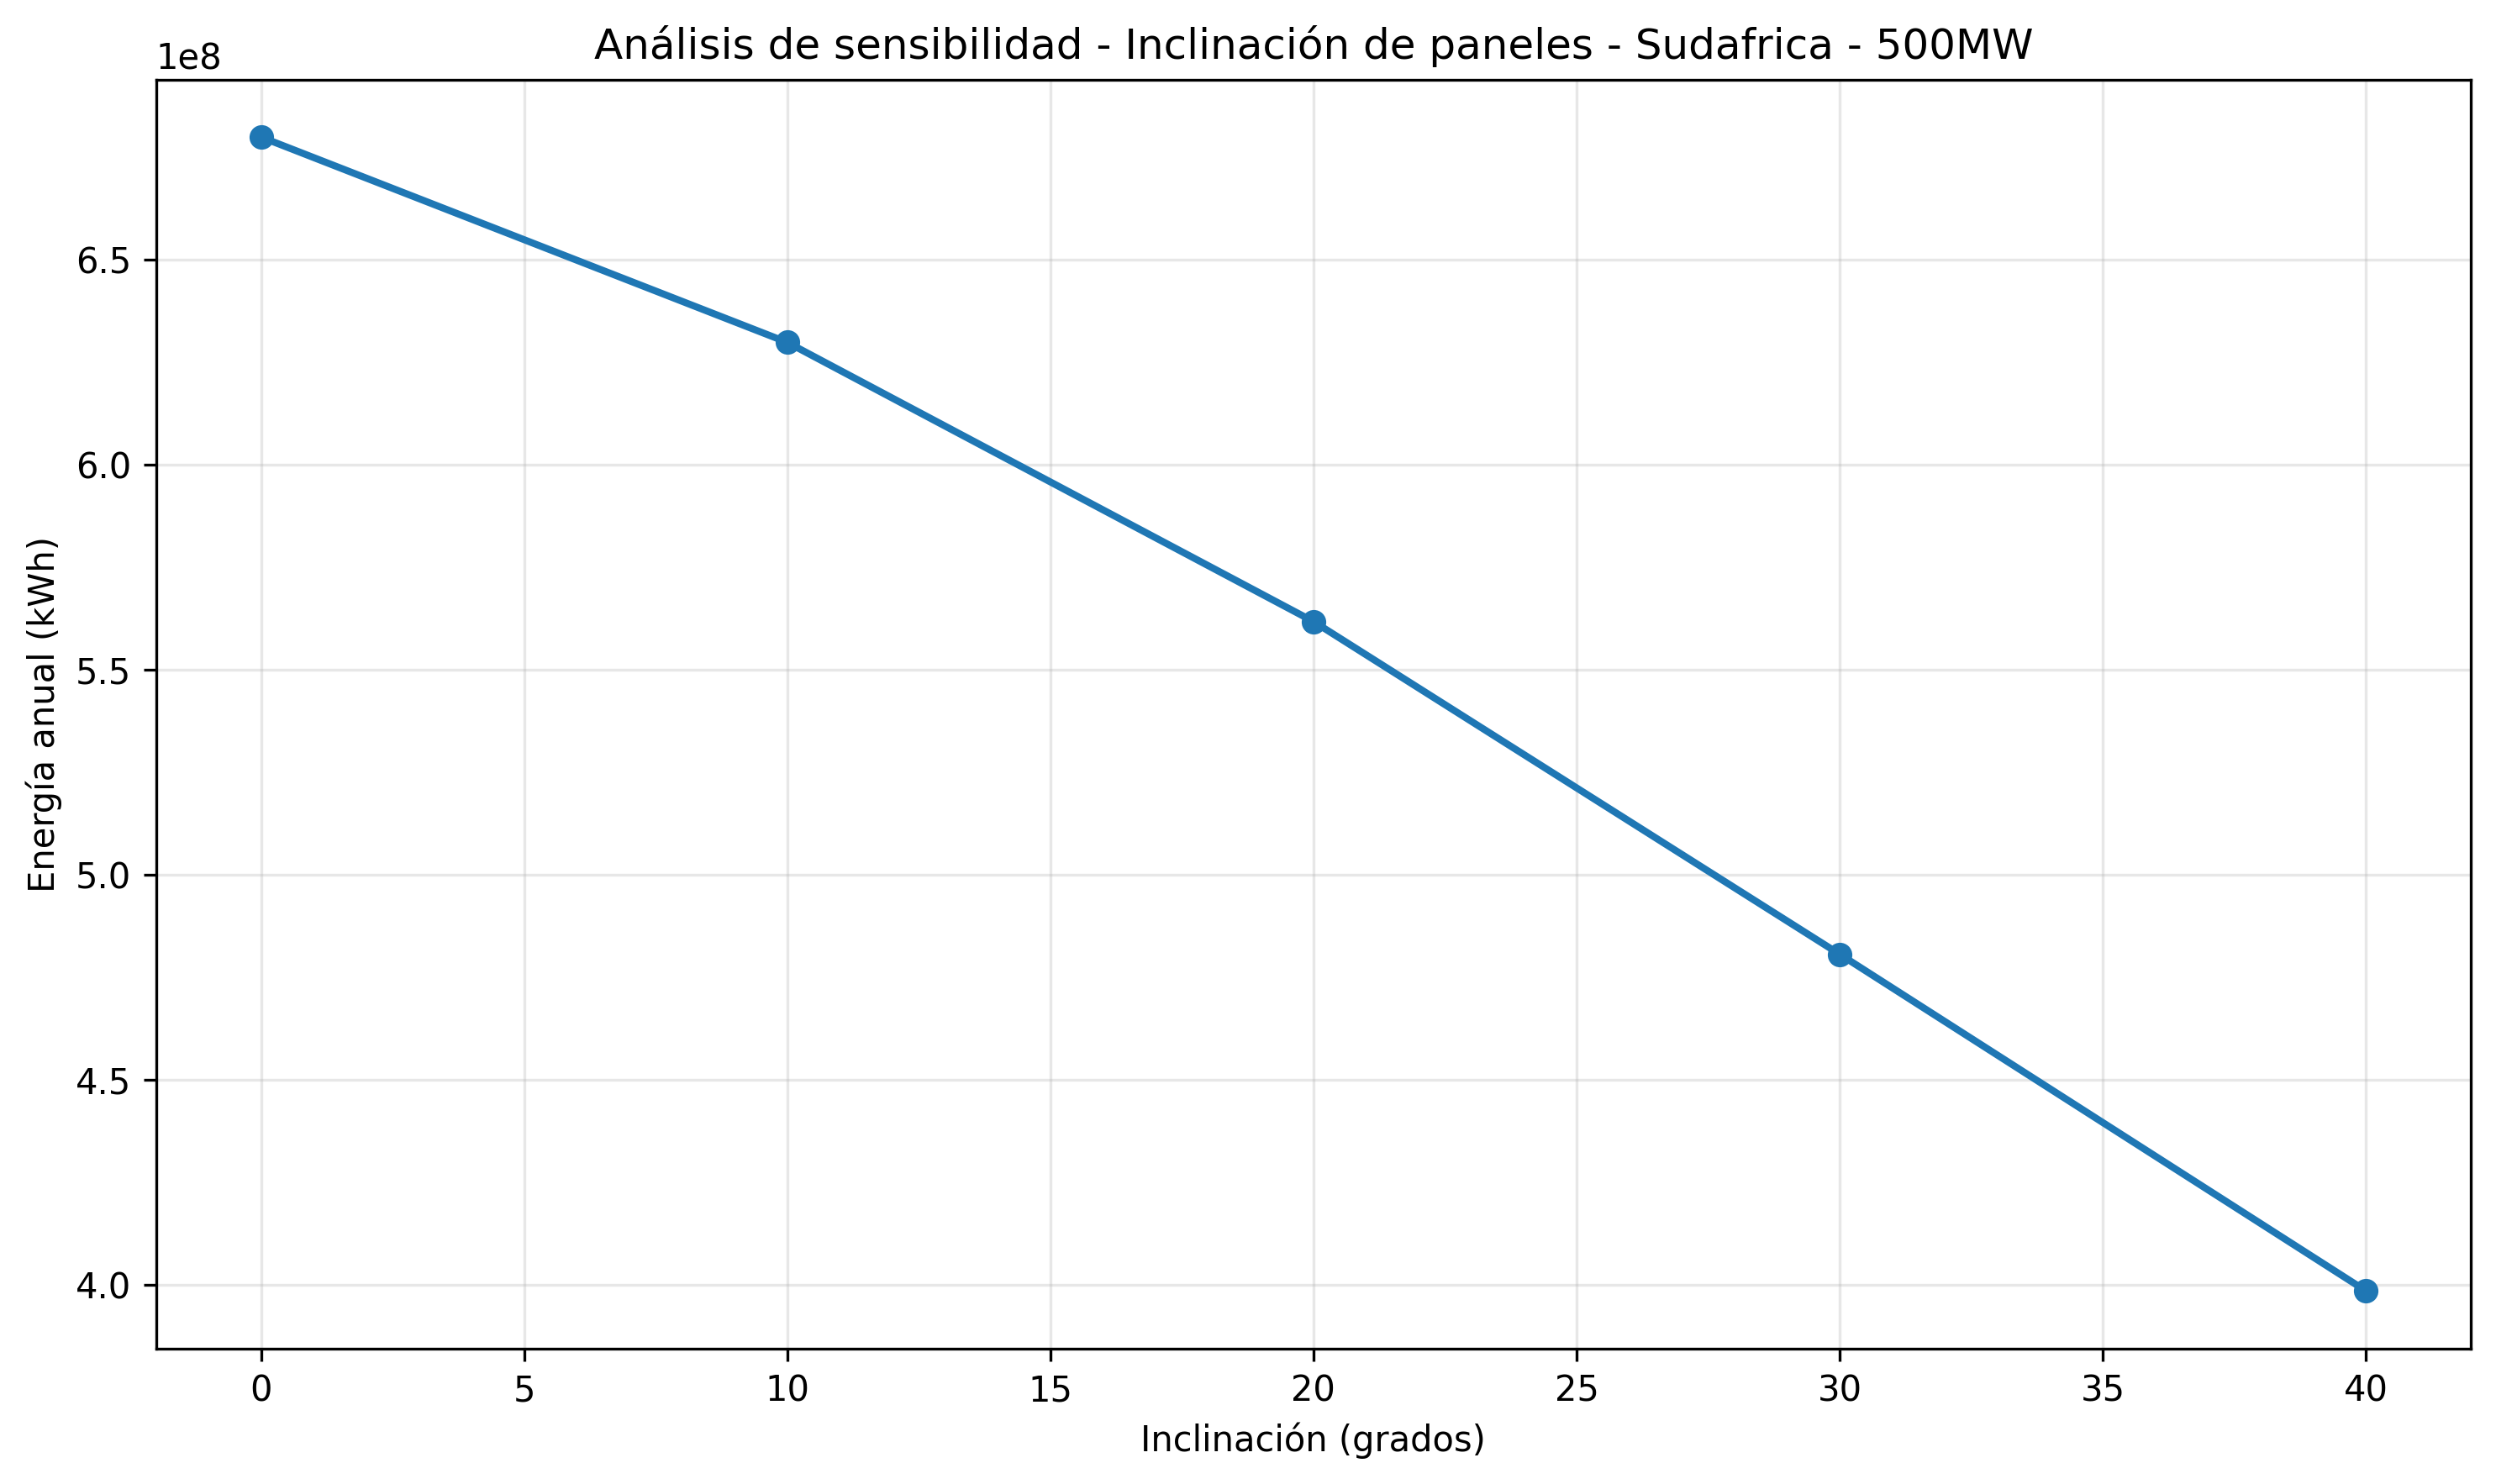 Análisis de sensibilidad - Inclinación de paneles - Sudafrica - 500MW
1e8
6.5
6.0
5.5
5.0
4.5
4.0
Energía anual (kWh)
0 5 10 15 20 25 30 35 40
Inclinación (grados)